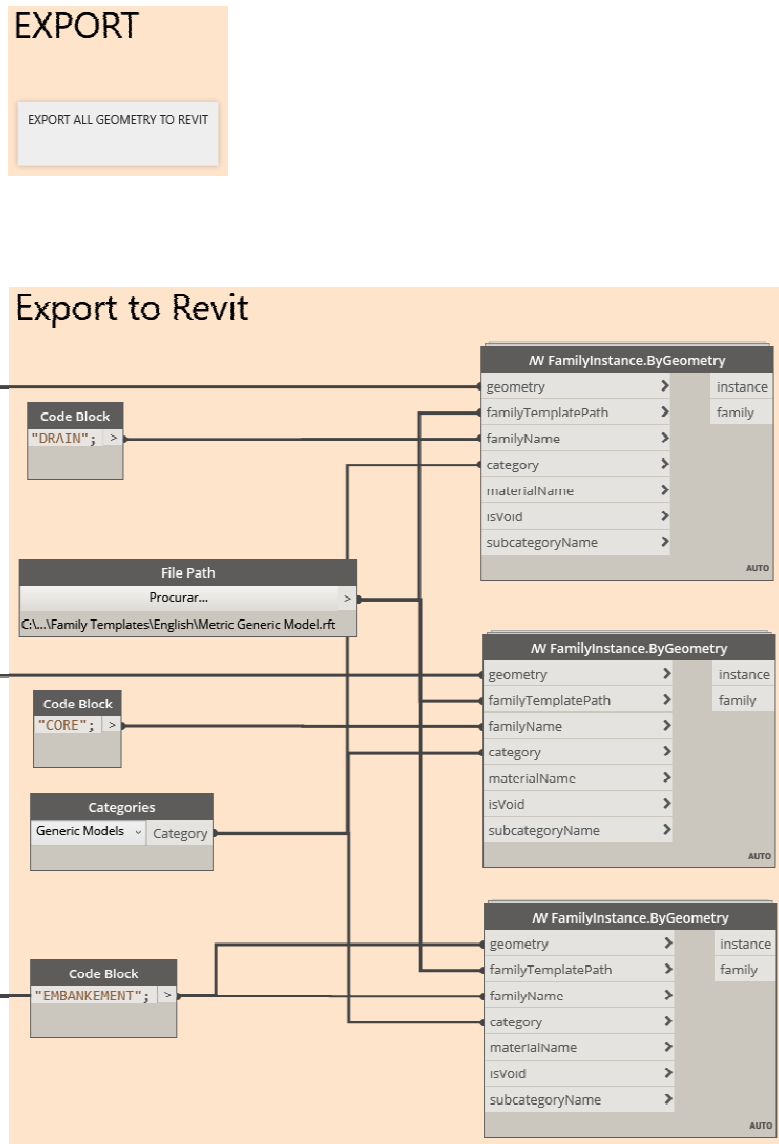 EXPORT
EXPORT ALL GEOMETRY TO REVIT
Export to Revit
FamilyInstance.ByGeometry
geometry > instance
familyTemplatePath > family
familyName >
category >
materialName >
isVoid >
subcategoryName >
AUTO
Code Block
"DRAIN"; >
File Path
Procurar... >
C:\...\Family Templates\English\Metric Generic Model.rft
FamilyInstance.ByGeometry
geometry > instance
familyTemplatePath > family
familyName >
category >
materialName >
isVoid >
subcategoryName >
AUTO
Code Block
"CORE"; >
Categories
Generic Models Category
FamilyInstance.ByGeometry
geometry > instance
familyTemplatePath > family
familyName >
category >
materialName >
isVoid >
subcategoryName >
AUTO
Code Block
"EMBANKEMENT"; >